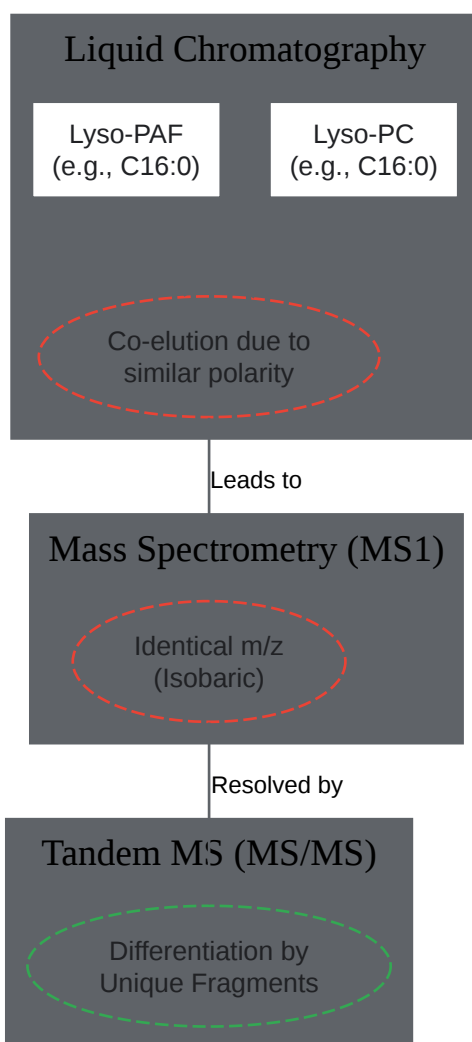 Liquid Chromatography
Lyso-PAF
(e.g., C16:0)
Lyso-PC
(e.g., C16:0)
Co-elution due to
similar polarity
Leads to
Mass Spectrometry (MS1)
Identical m/z
(Isobaric)
Resolved by
Tandem MS (MS/MS)
Differentiation by
Unique Fragments